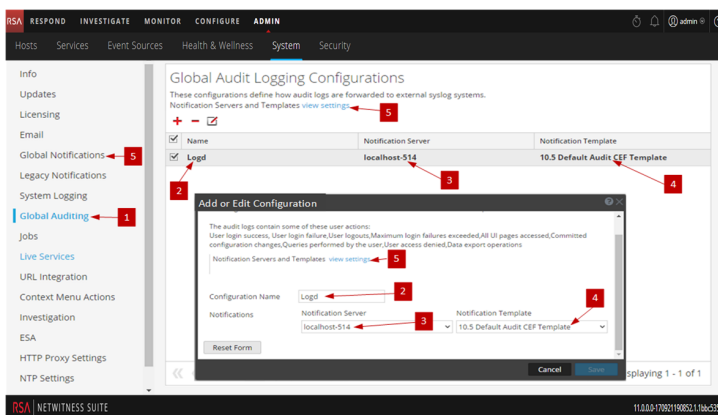 RSA RESPOND INVESTIGATE MONITOR CONFIGURE ADMIN admin
Hosts Services Event Sources Health & Wellness System Security
Info
Updates
Licensing
Email
Global Notifications 5
Legacy Notifications
System Logging
Global Auditing 1
Jobs
Live Services
URL Integration
Context Menu Actions
Investigation
ESA
HTTP Proxy Settings
NTP Settings
Global Audit Logging Configurations
These configurations define how audit logs are forwarded to external syslog systems.
Notification Servers and Templates view settings 5
Name Notification Server Notification Template
Logd localhost-514 10.5 Default Audit CEF Template
2 3 4
Add or Edit Configuration
The audit logs contain some of these user actions:
User login success, User login failure,User logouts,Maximum login failures exceeded,All UI pages accessed,Committed
configuration changes,Queries performed by the user,User access denied,Data export operations
Notification Servers and Templates view settings 5
Configuration Name Logd 2
Notifications Notification Server Notification Template 4
localhost-514 3 10.5 Default Audit CEF Template
Reset Form
Cancel Save
splaying 1 - 1 of 1
RSA NETWITNESS SUITE